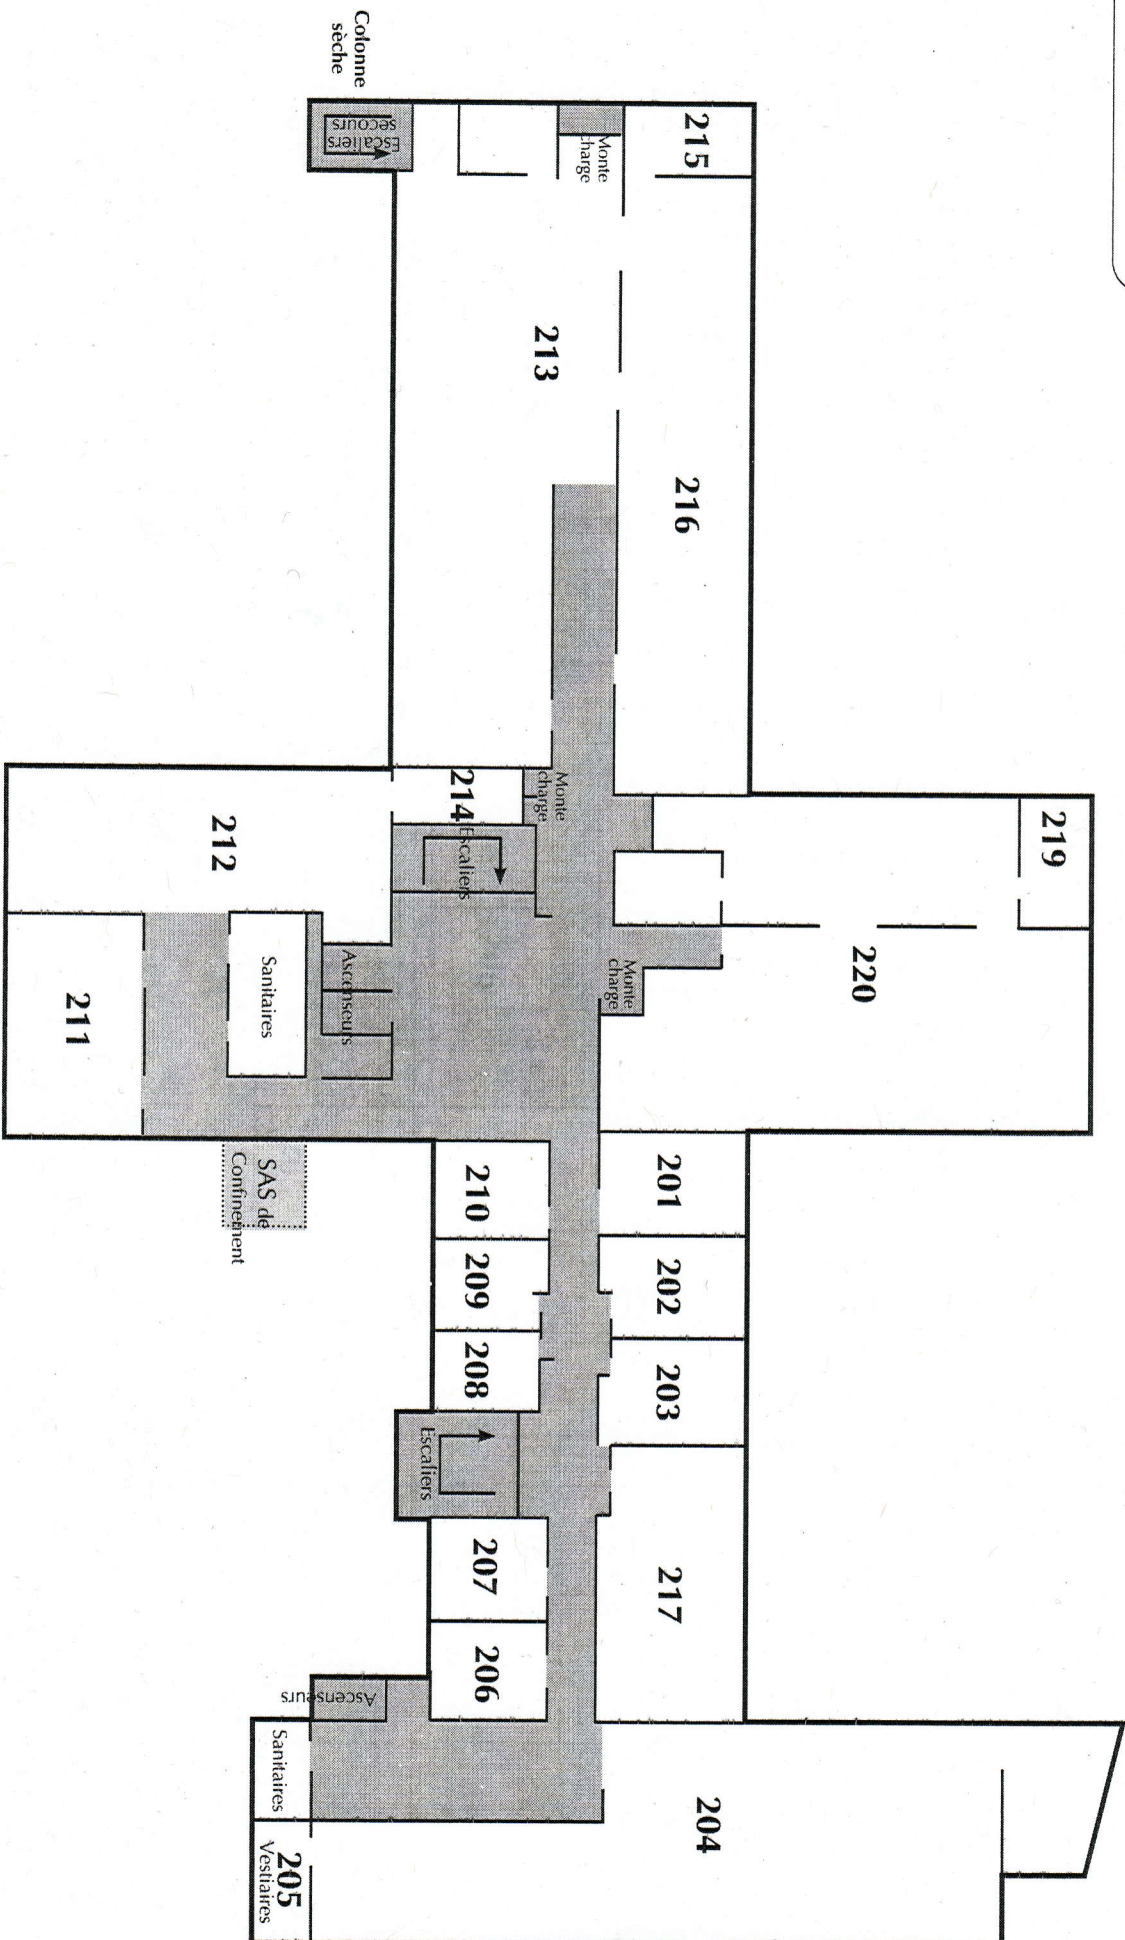 Colonne
sèche
Escaliers
secours
Monte
charge
215
213
216
Monte
charge
214
Escaliers
212
219
Sanitaires
Ascenseurs
Monte
charge
220
211
SAS de
Confinement
210
201
209
202
208
203
Escaliers
207
217
206
Ascenseurs
Sanitaires
204
205
Vestiaires